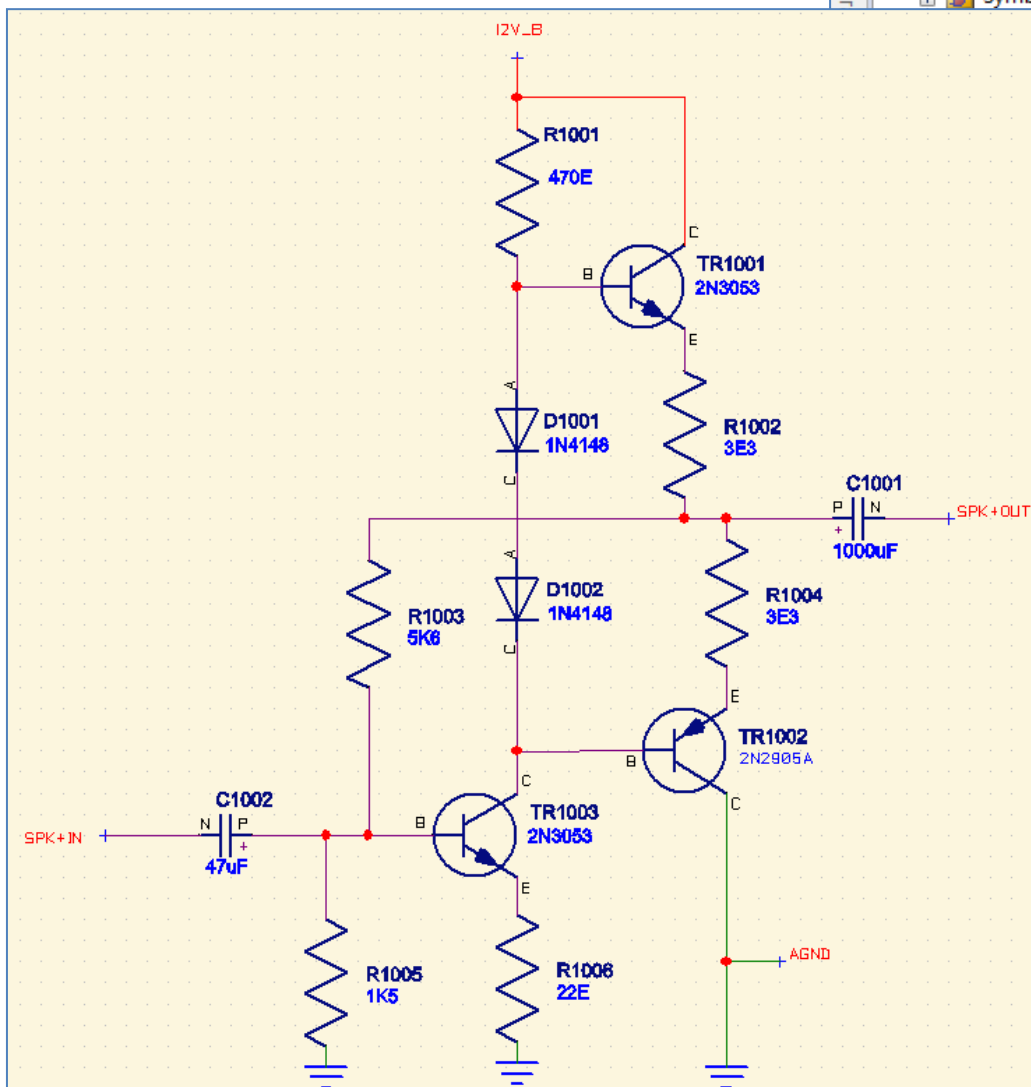 Symb
12V_B
R1001
470E
C
B
TR1001
2N3053
E
A
D1001
1N4148
C
R1002
3E3
C1001
P N
+
SPK+OUT
1000uF
A
D1002
1N4148
C
R1003
5K6
R1004
3E3
E
TR1002
2N2905A
B
C
C1002
N P
+
SPK+IN
47uF
C
TR1003
2N3053
B
E
AGND
R1005
1K5
R1006
22E